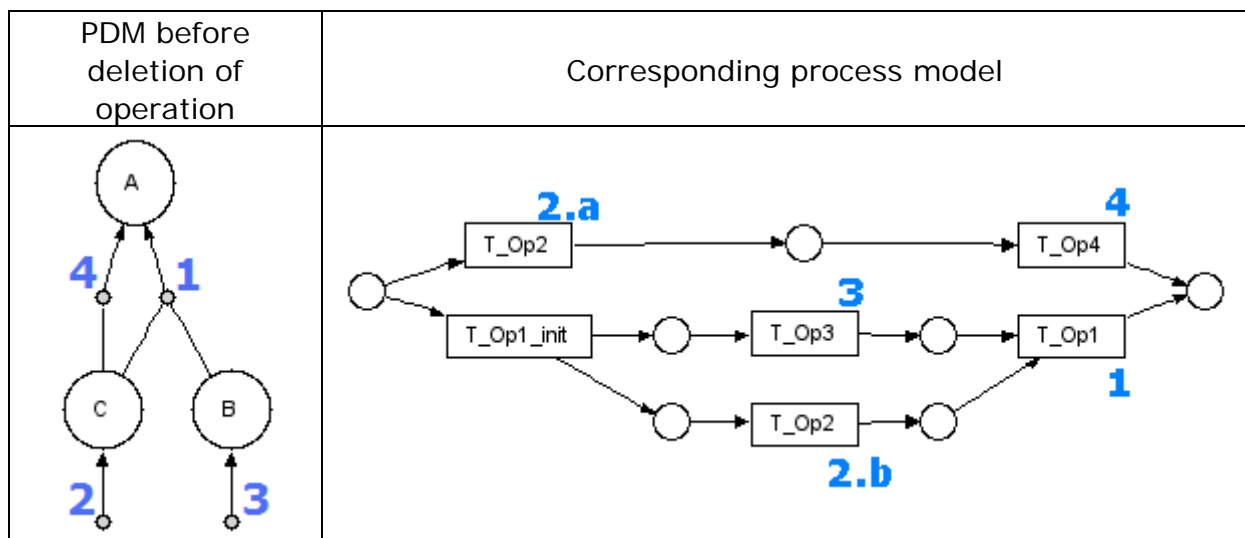 PDM before
deletion of
operation
Corresponding process model
A
4
1
C
B
2
3
2.a
T_Op2
4
T_Op4
3
T_Op1_init
T_Op3
T_Op1
1
T_Op2
2.b